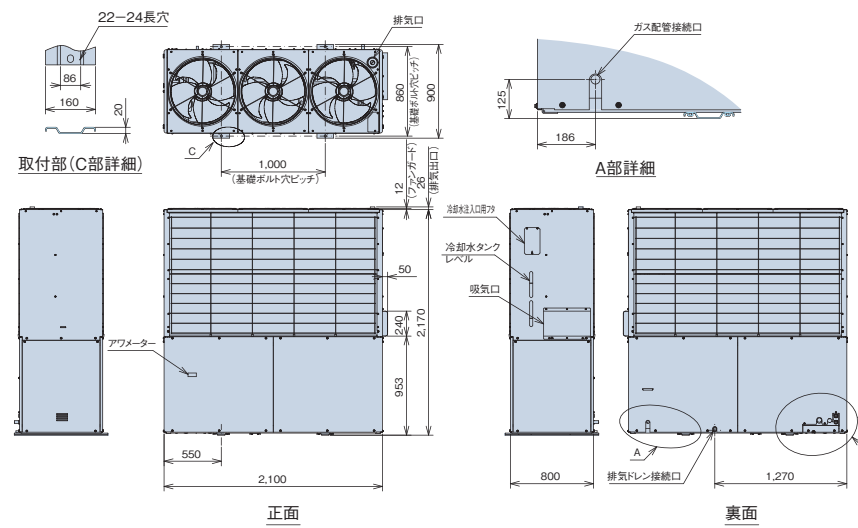 22−24長穴
86
160
20
取付部(C部詳細)
排気口
860
(基礎ボルト穴ピッチ)
900
C
1,000
(基礎ボルト穴ピッチ)
ガス配管接続口
125
186
A部詳細
12
(ファンガード)
26
(排気出口)
冷却水注入口用フタ
冷却水タンク
レベル
吸気口
50
240
2,170
953
アワメーター
550
2,100
正面
800
A
排気ドレン接続口
1,270
裏面